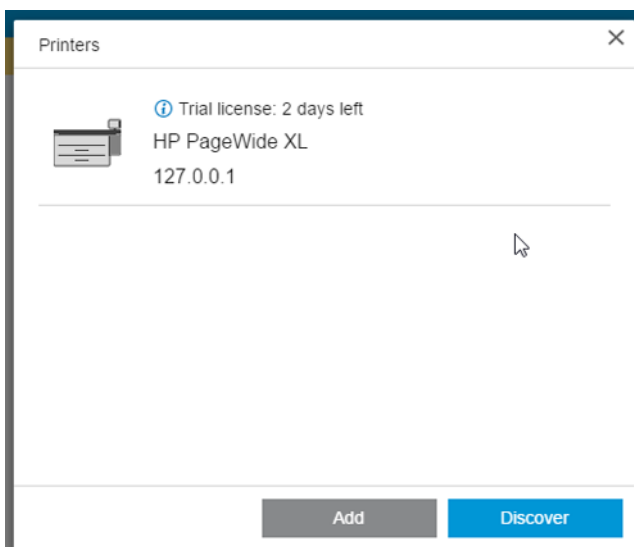 Printers
Trial license: 2 days left
HP PageWide XL
127.0.0.1
Add
Discover